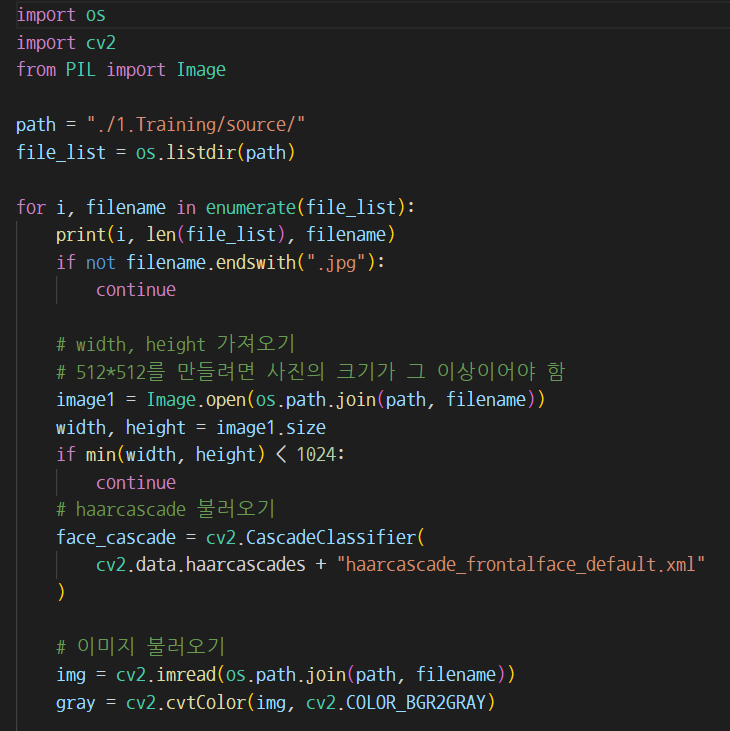 import os
import cv2
from PIL import Image

path = "./1.Training/source/"
file_list = os.listdir(path)

for i, filename in enumerate(file_list):
    print(i, len(file_list), filename)
    if not filename.endswith(".jpg"):
        continue

    # width, height 가져오기
    # 512*512를 만들려면 사진의 크기가 그 이상이어야 함
    image1 = Image.open(os.path.join(path, filename))
    width, height = image1.size
    if min(width, height) < 1024:
        continue
    # haarcascade 불러오기
    face_cascade = cv2.CascadeClassifier(
        cv2.data.haarcascades + "haarcascade_frontalface_default.xml"
    )

    # 이미지 불러오기
    img = cv2.imread(os.path.join(path, filename))
    gray = cv2.cvtColor(img, cv2.COLOR_BGR2GRAY)